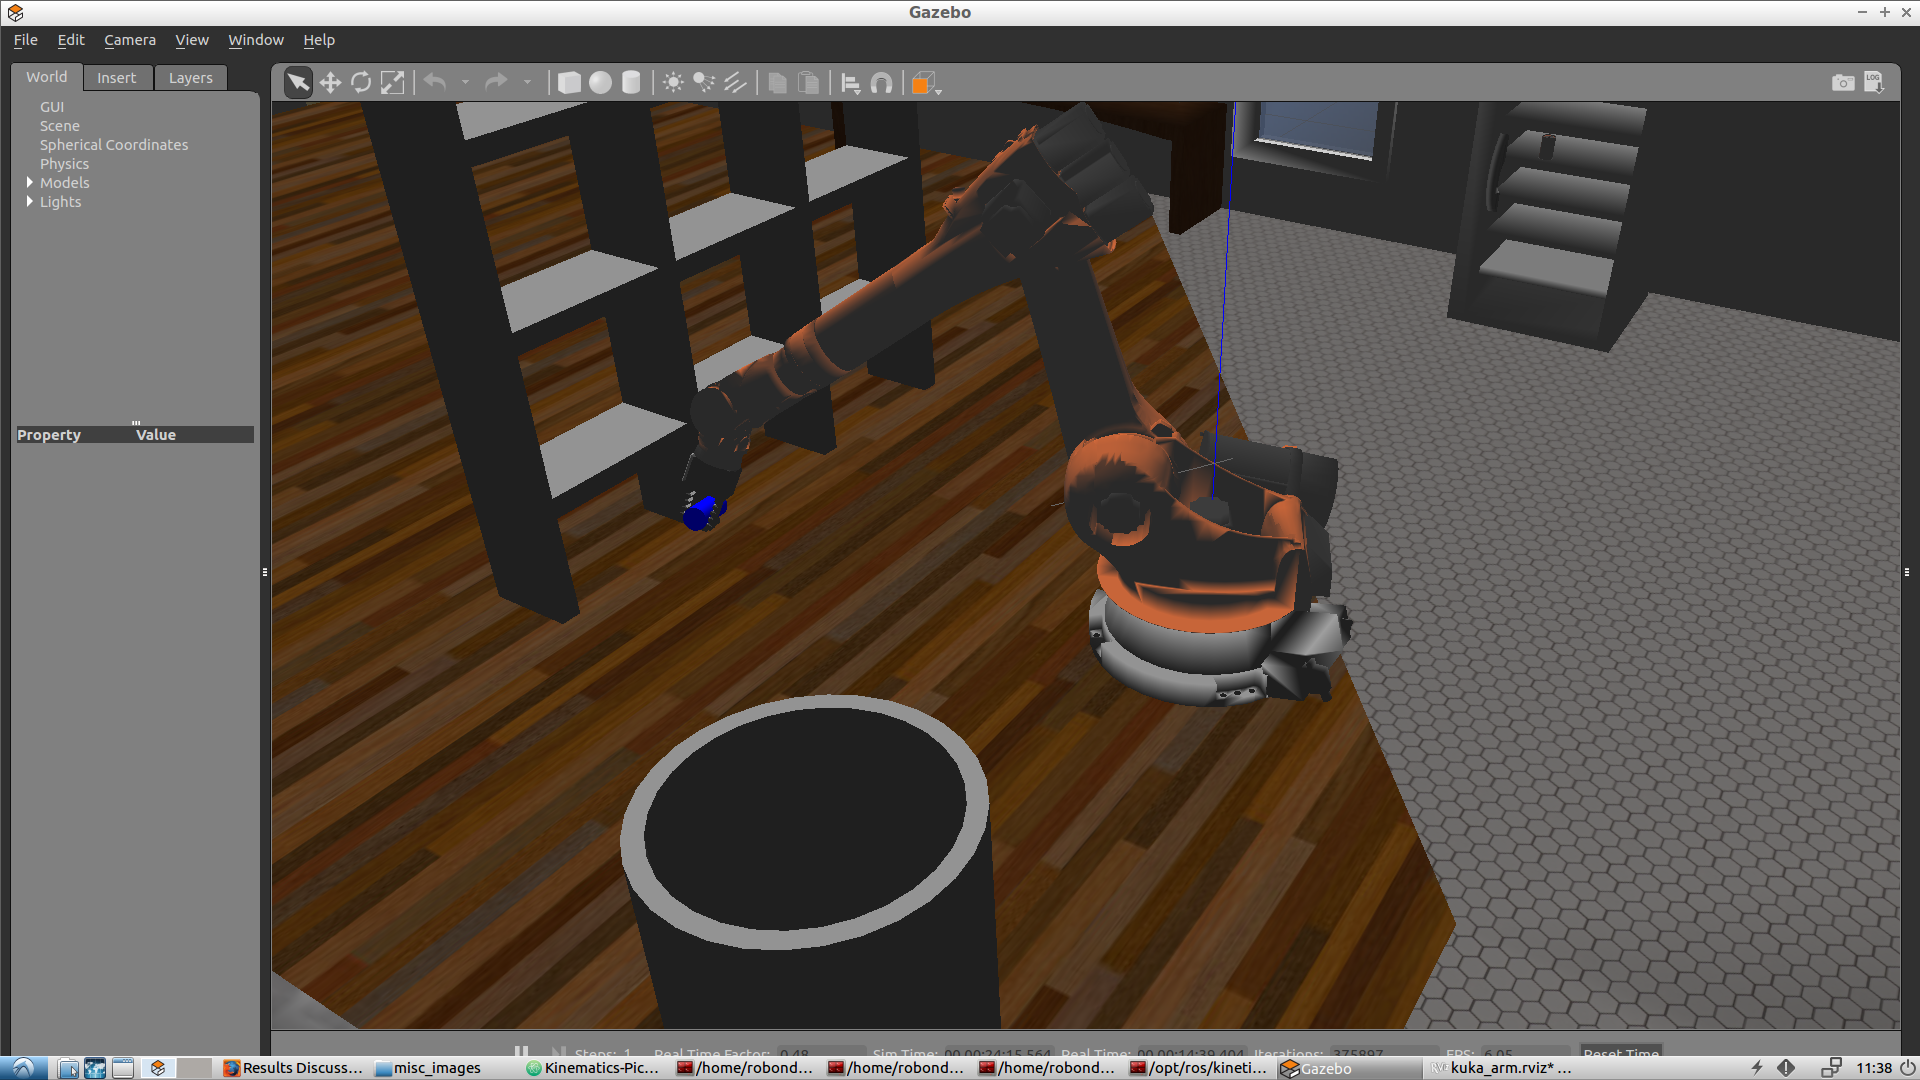 Gazebo
File Edit Camera View Window Help
World Insert Layers
LOG
GUI
Scene
Spherical Coordinates
Physics
Models
Lights
Property Value
Steps: 1 Real Time Factor: 0.48 Sim Time: 00 00:24:15.564 Real Time: 00 00:14:39.404 Iterations: 375897 FPS: 6.05 Reset Time
Results Discuss... misc_images Kinematics-Pic... /home/robond... /home/robond... /home/robond... /opt/ros/kineti... Gazebo kuka_arm.rviz* ... 11:38